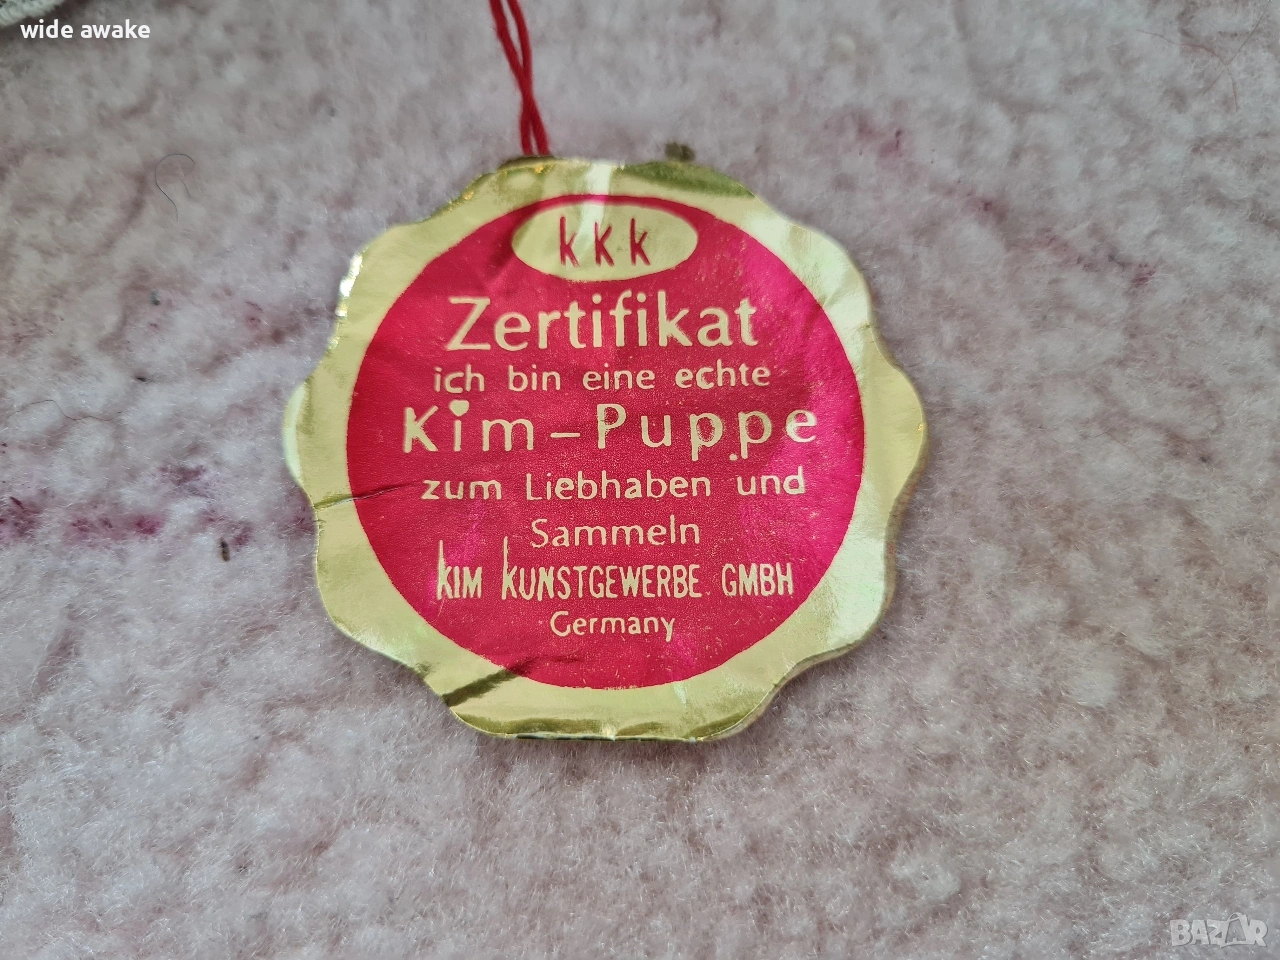 wide awake
kkk
Zertifikat
ich bin eine echte
Kim-Puppe
zum Liebhaben und
Sammeln
KIM KUNSTGEWERBE GMBH
Germany
BAZAR